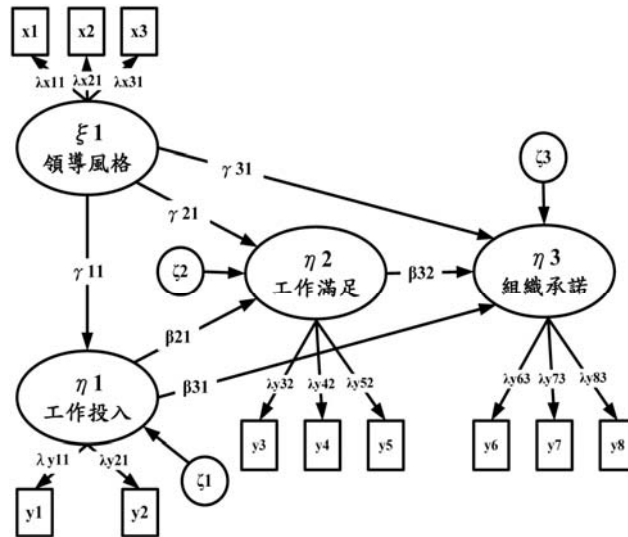 x1 x2 x3
λx11 λx21 λx31
ξ1
領導風格
γ31
ζ3
γ21
γ11
ζ2
η2
工作滿足
β32
η3
組織承諾
β21
β31
η1
工作投入
λy32 λy42 λy52
λy63 λy73 λy83
λy11 λy21
ζ1
y3 y4 y5
y6 y7 y8
y1 y2